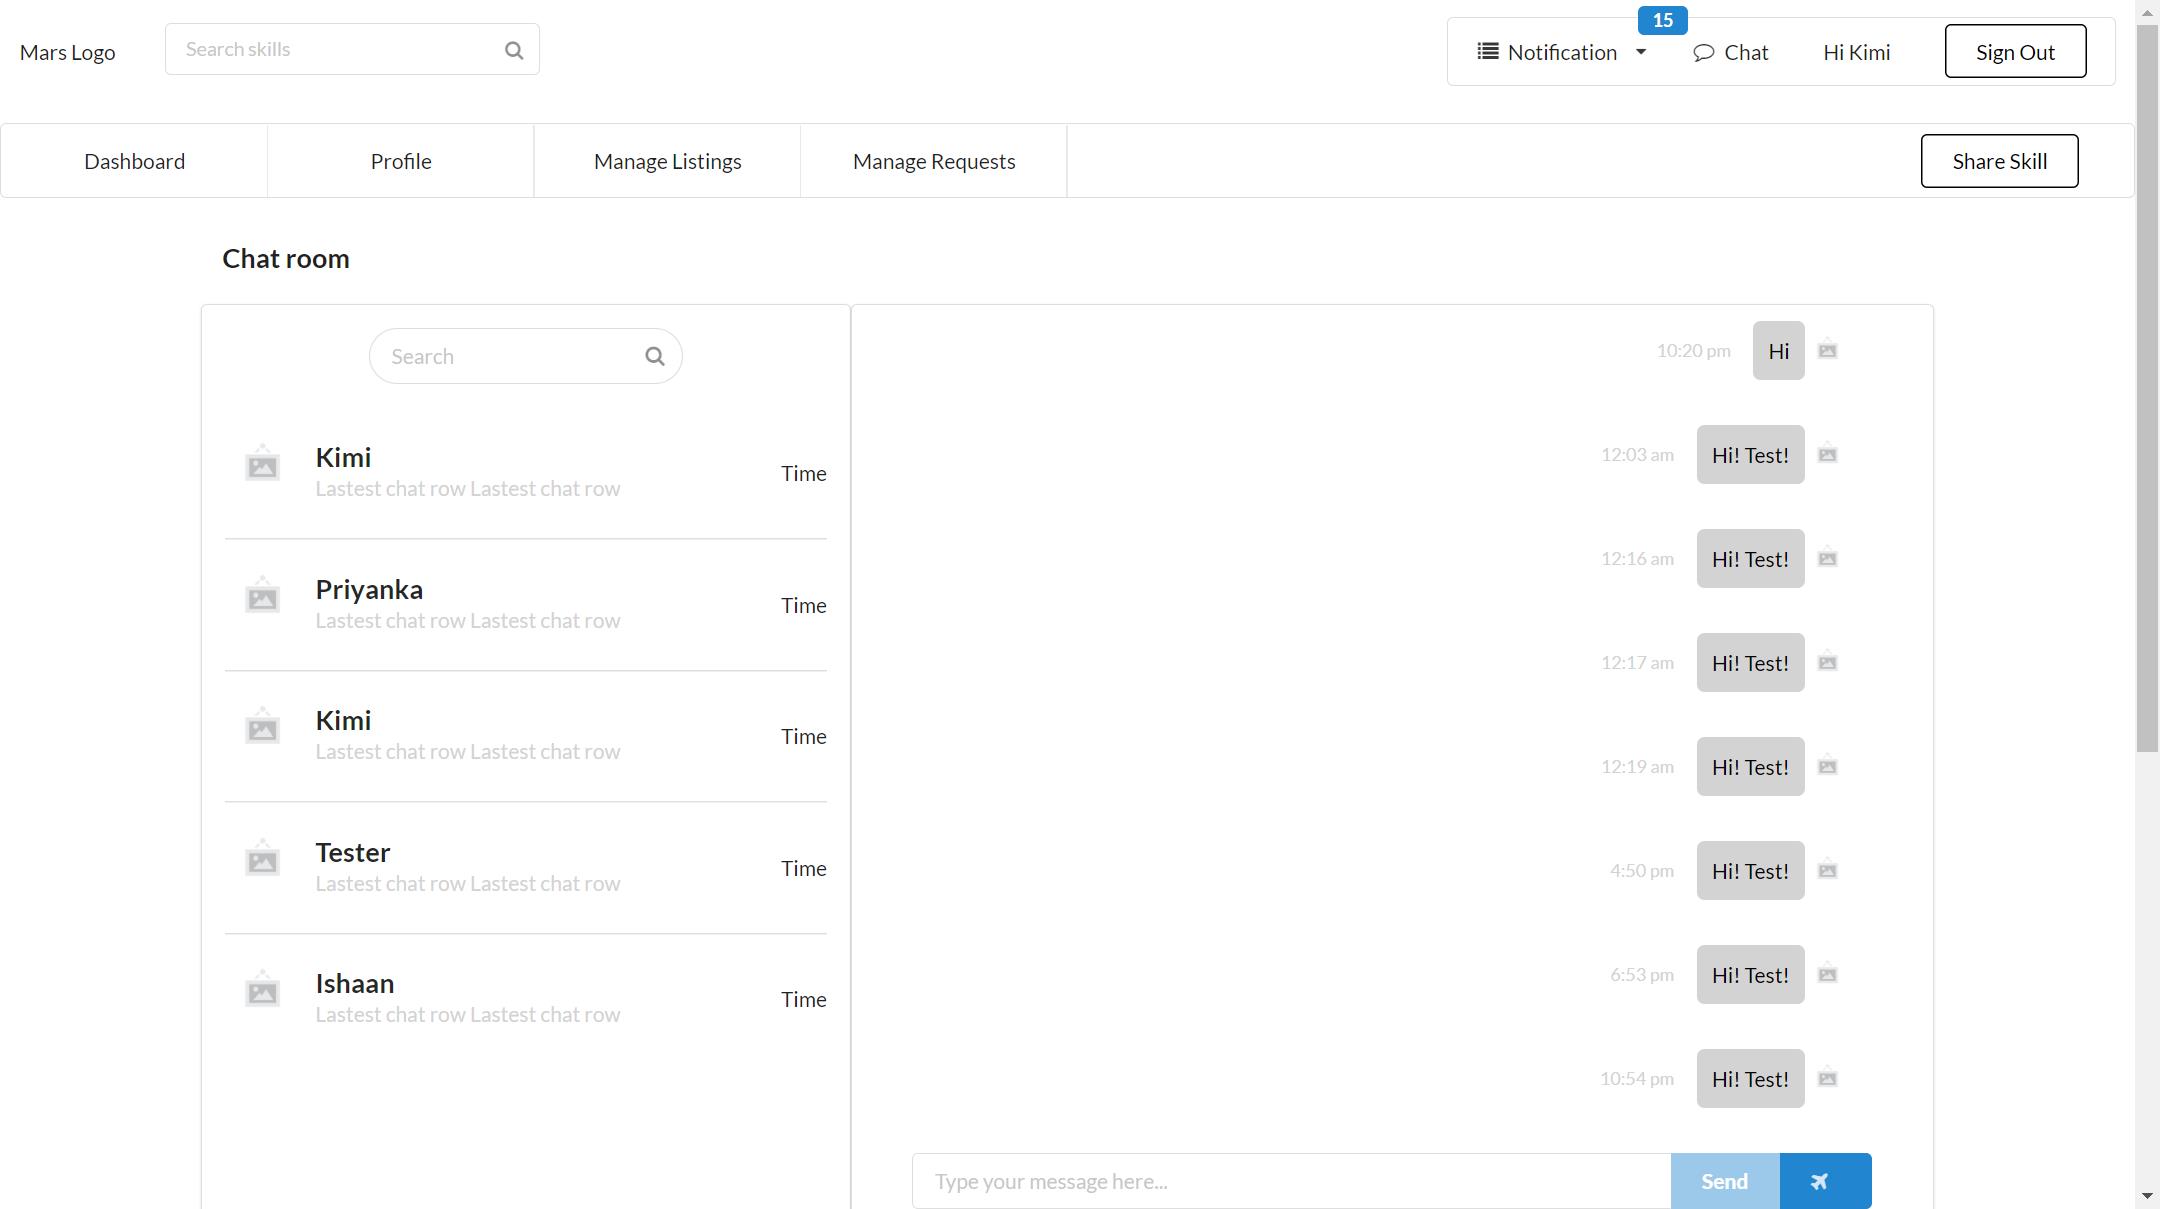 Mars Logo
Search skills
15
Notification
Chat
Hi Kimi
Sign Out
Dashboard
Profile
Manage Listings
Manage Requests
Share Skill
Chat room
Search
Kimi
Lastest chat row Lastest chat row
Time
Priyanka
Lastest chat row Lastest chat row
Time
Kimi
Lastest chat row Lastest chat row
Time
Tester
Lastest chat row Lastest chat row
Time
Ishaan
Lastest chat row Lastest chat row
Time
10:20 pm Hi
12:03 am Hi! Test!
12:16 am Hi! Test!
12:17 am Hi! Test!
12:19 am Hi! Test!
4:50 pm Hi! Test!
6:53 pm Hi! Test!
10:54 pm Hi! Test!
Type your message here...
Send